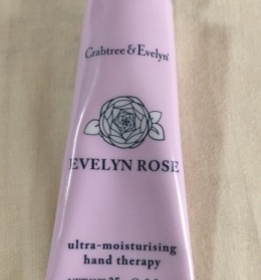 Crabtree & Evelyn®
EVELYN ROSE
ultra-moisturising
hand therapy